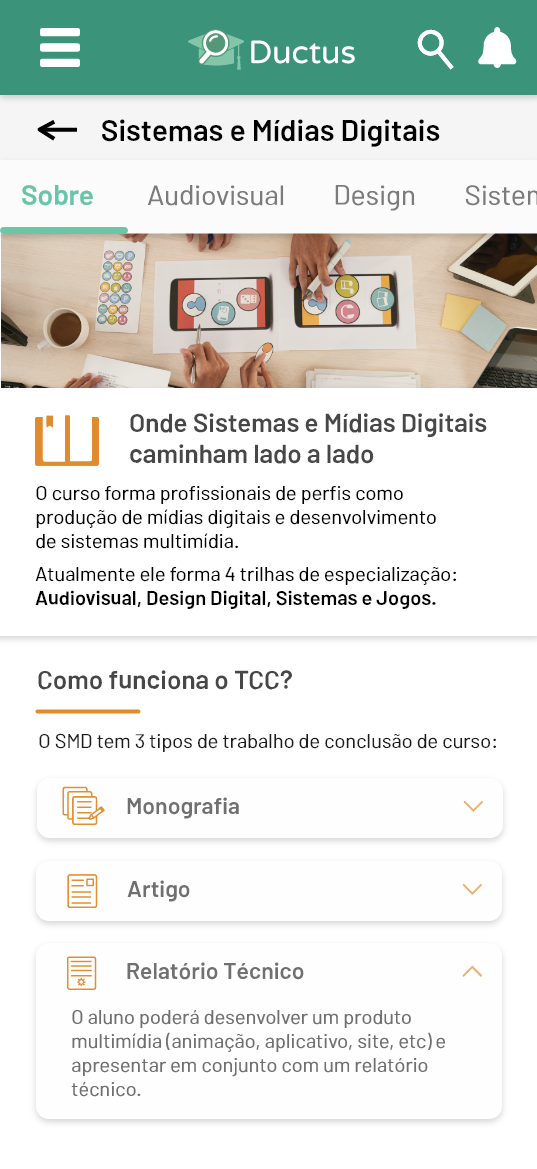 Ductus
Sistemas e Mídias Digitais
Sobre Audiovisual Design Sistem
Onde Sistemas e Mídias Digitais
caminham lado a lado
O curso forma profissionais de perfis como
produção de mídias digitais e desenvolvimento
de sistemas multimídia.
Atualmente ele forma 4 trilhas de especialização:
Audiovisual, Design Digital, Sistemas e Jogos.
Como funciona o TCC?
O SMD tem 3 tipos de trabalho de conclusão de curso:
Monografia
Artigo
Relatório Técnico
O aluno poderá desenvolver um produto
multimídia (animação, aplicativo, site, etc) e
apresentar em conjunto com um relatório
técnico.